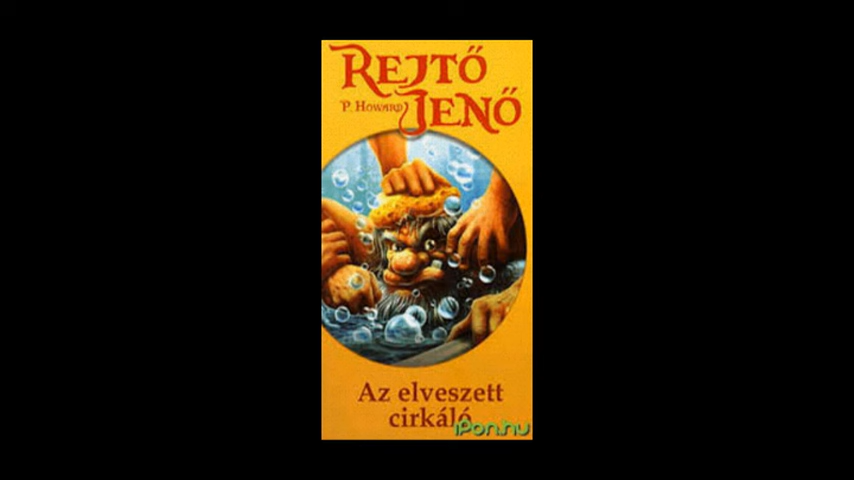 REJTŐ
P. HOWARD JENŐ
Az elveszett
cirkáló
iPon.hu